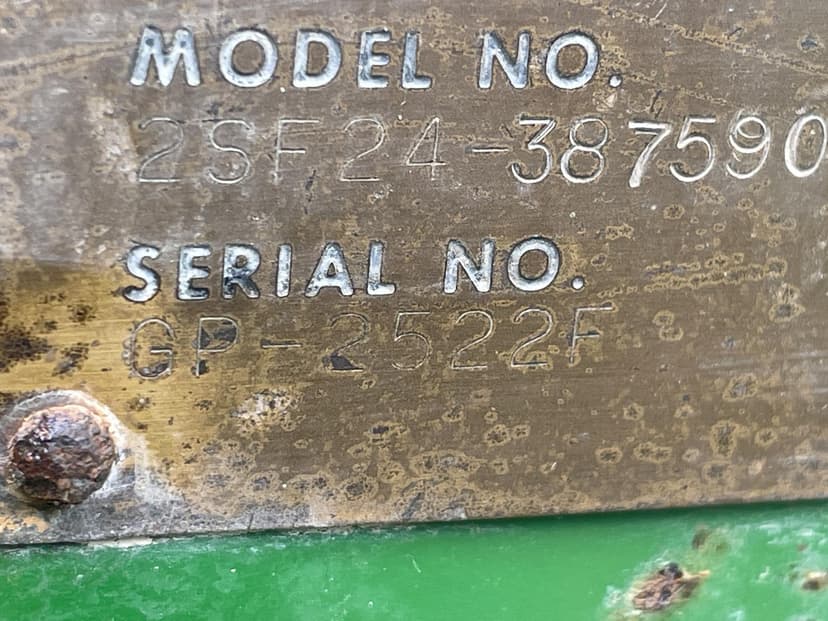 MODEL NO.
2SF24-387590
SERIAL NO.
GP-2522F